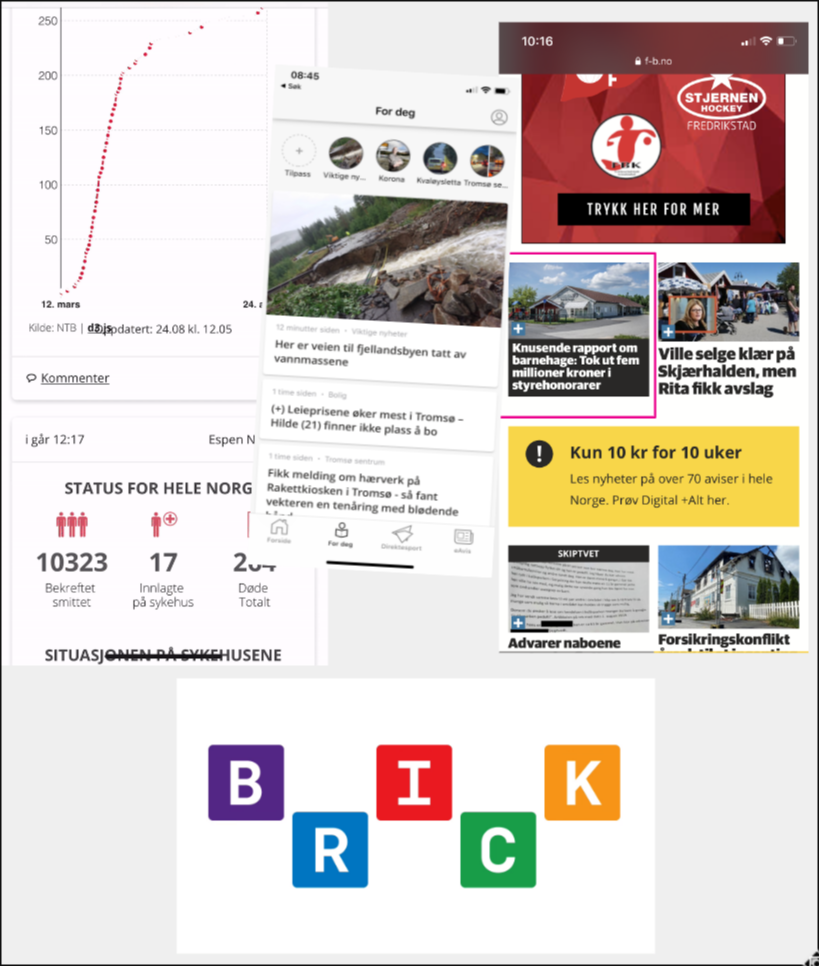 250
200
150
100
50
12. mars
24. a
Kilde: NTB |
Oppdatert: 24.08 kl. 12.05
Kommenter
i går 12:17
Espen N
STATUS FOR HELE NORG
10323
17
Bekreftet
smittet
Innlagte
på sykehus
Døde
Totalt
SITUASJONEN PÅ SYKEHUSENE
08:45
Søk
For deg
Tilpass
Viktige ny...
Korona
Kvaløysletta
Tromsø se...
12 minutter siden • Viktige nyheter
Her er veien til fjellandsbyen tatt av
vannmassene
1 time siden • Bolig
(+) Leieprisene øker mest i Tromsø –
Hilde (21) finner ikke plass å bo
1 time siden • Tromsø sentrum
Fikk melding om hærverk på
Rakettkiosken i Tromsø - så fant
vekteren en tenåring med blødende
Forside
For deg
Direktesport
eAvis
10:16
f-b.no
STJERNEN
HOCKEY
FREDRIKSTAD
FBK
TRYKK HER FOR MER
Knusende rapport om
barnehage: Tok ut fem
millioner kroner i
styrehonorarer
Ville selge klær på
Skjærhalden, men
Rita fikk avslag
Kun 10 kr for 10 uker
Les nyheter på over 70 aviser i hele
Norge. Prøv Digital +Alt her.
SKIPTVET
Advarer naboene
Forsikringskonflikt
B
R
I
C
K